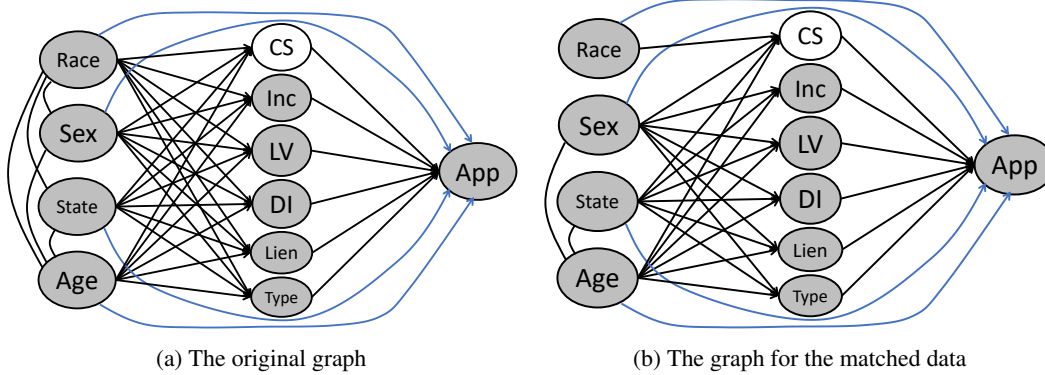 Race
Sex
State
Age
CS
Inc
LV
DI
Lien
Type
App
(a) The original graph
Race
Sex
State
Age
CS
Inc
LV
DI
Lien
Type
App
(b) The graph for the matched data